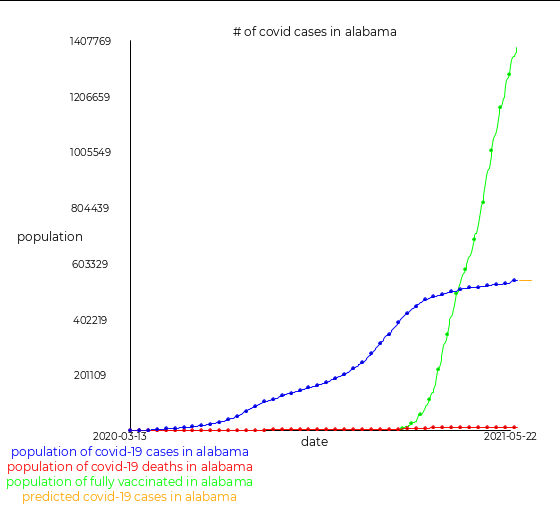 # of covid cases in alabama
1407769
1206659
1005549
804439
population
603329
402219
201109
2020-03-13
date
2021-05-22
population of covid-19 cases in alabama
population of covid-19 deaths in alabama
population of fully vaccinated in alabama
predicted covid-19 cases in alabama